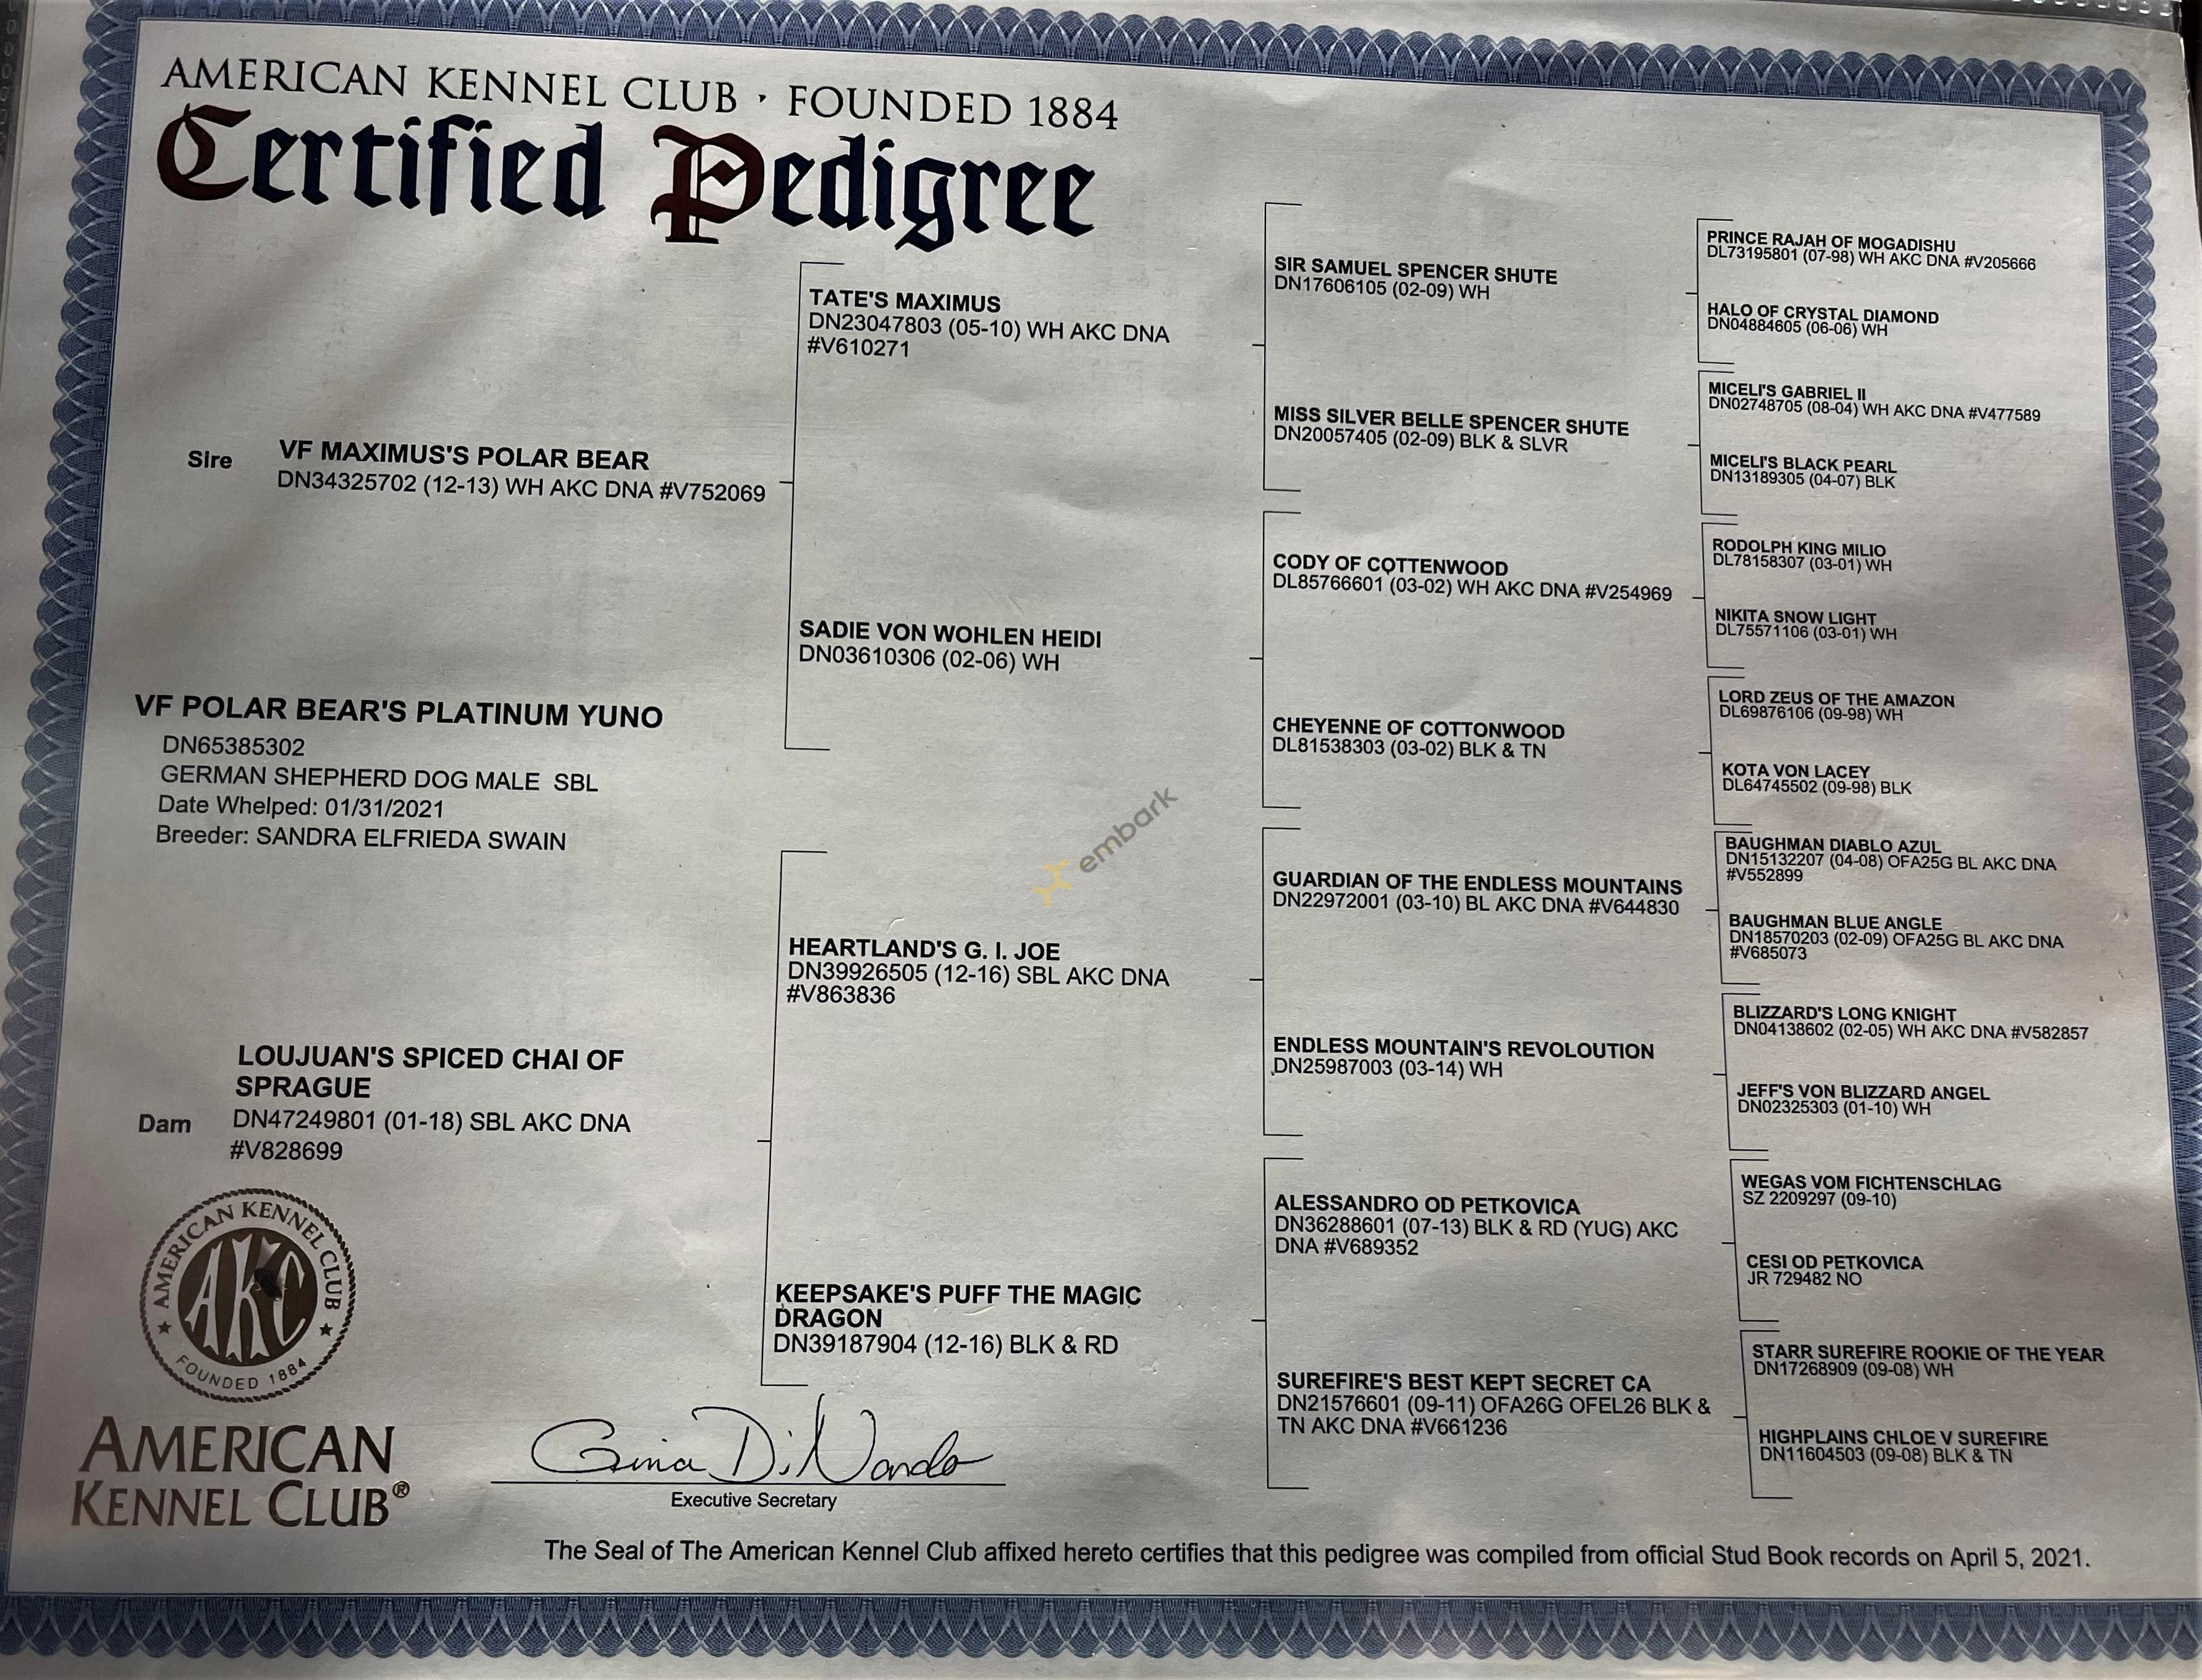 AMERICAN KENNEL CLUB · FOUNDED 1884
Certified Pedigree
Sire
VF MAXIMUS'S POLAR BEAR
DN34325702 (12-13) WH AKC DNA #V752069
VF POLAR BEAR'S PLATINUM YUNO
DN65385302
GERMAN SHEPHERD DOG MALE SBL
Date Whelped: 01/31/2021
Breeder: SANDRA ELFRIEDA SWAIN
Dam
LOUJUAN'S SPICED CHAI OF
SPRAGUE
DN47249801 (01-18) SBL AKC DNA
#V828699
TATE'S MAXIMUS
DN23047803 (05-10) WH AKC DNA
#V610271
SADIE VON WOHLEN HEIDI
DN03610306 (02-06) WH
HEARTLAND'S G. I. JOE
DN39926505 (12-16) SBL AKC DNA
#V863836
KEEPSAKE'S PUFF THE MAGIC
DRAGON
DN39187904 (12-16) BLK & RD
SIR SAMUEL SPENCER SHUTE
DN17606105 (02-09) WH
MISS SILVER BELLE SPENCER SHUTE
DN20057405 (02-09) BLK & SLVR
CODY OF COTTENWOOD
DL85766601 (03-02) WH AKC DNA #V254969
CHEYENNE OF COTTONWOOD
DL81538303 (03-02) BLK & TN
GUARDIAN OF THE ENDLESS MOUNTAINS
DN22972001 (03-10) BL AKC DNA #V644830
ENDLESS MOUNTAIN'S REVOLOUTION
DN25987003 (03-14) WH
ALESSANDRO OD PETKOVICA
DN36288601 (07-13) BLK & RD (YUG) AKC
DNA #V689352
SUREFIRE'S BEST KEPT SECRET CA
DN21576601 (09-11) OFA26G OFEL26 BLK &
TN AKC DNA #V661236
PRINCE RAJAH OF MOGADISHU
DL73195801 (07-98) WH AKC DNA #V205666
HALO OF CRYSTAL DIAMOND
DN04884605 (06-06) WH
MICELI'S GABRIEL II
DN02748705 (08-04) WH AKC DNA #V477589
MICELI'S BLACK PEARL
DN13189305 (04-07) BLK
RODOLPH KING MILIO
DL78158307 (03-01) WH
NIKITA SNOW LIGHT
DL75571106 (03-01) WH
LORD ZEUS OF THE AMAZON
DL69876106 (09-98) WH
KOTA VON LACEY
DL64745502 (09-98) BLK
BAUGHMAN DIABLO AZUL
DN15132207 (04-08) OFA25G BL AKC DNA
#V552899
BAUGHMAN BLUE ANGLE
DN18570203 (02-09) OFA25G BL AKC DNA
#V685073
BLIZZARD'S LONG KNIGHT
DN04138602 (02-05) WH AKC DNA #V582857
JEFF'S VON BLIZZARD ANGEL
DN02325303 (01-10) WH
WEGAS VOM FICHTENSCHLAG
SZ 2209297 (09-10)
CESI OD PETKOVICA
JR 729482 NO
STARR SUREFIRE ROOKIE OF THE YEAR
DN17268909 (09-08) WH
HIGHPLAINS CHLOE V SUREFIRE
DN11604503 (09-08) BLK & TN
embark
AMERICAN KENNEL CLUB
AKC
FOUNDED 1884
AMERICAN
KENNEL CLUB®
Gina DiNardo
Executive Secretary
The Seal of The American Kennel Club affixed hereto certifies that this pedigree was compiled from official Stud Book records on April 5, 2021.